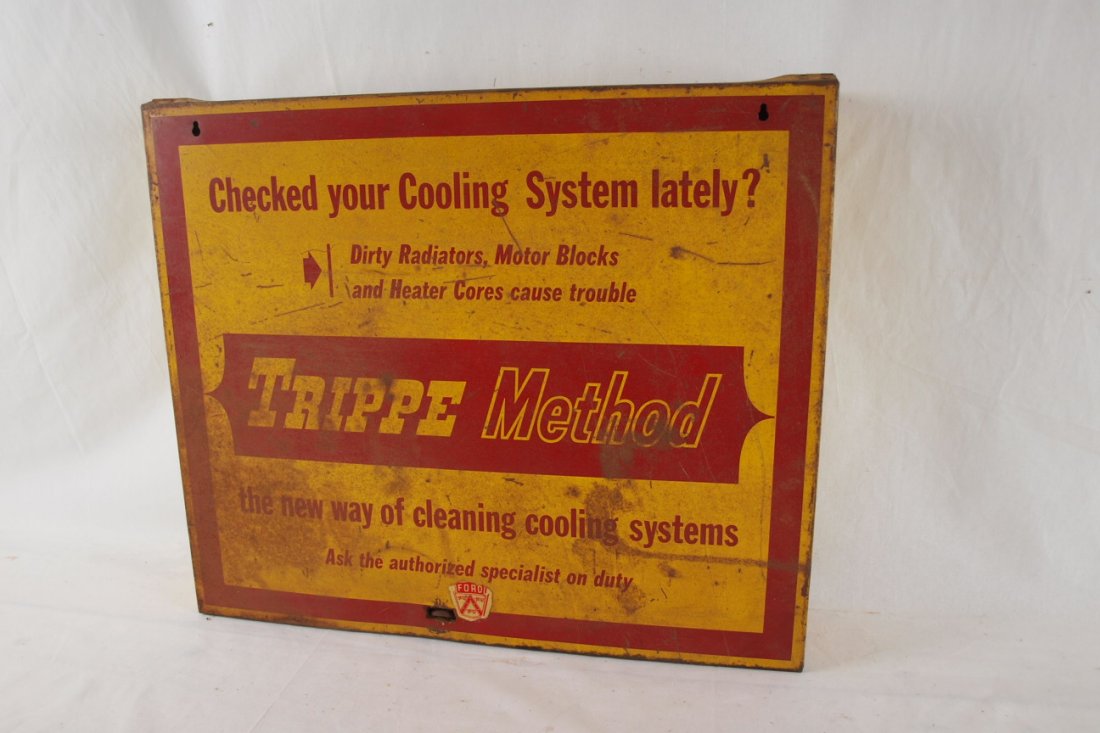 Checked your Cooling System lately?
Dirty Radiators, Motor Blocks
and Heater Cores cause trouble
TRIPPE Method
the new way of cleaning cooling systems
Ask the authorized specialist on duty
FORD